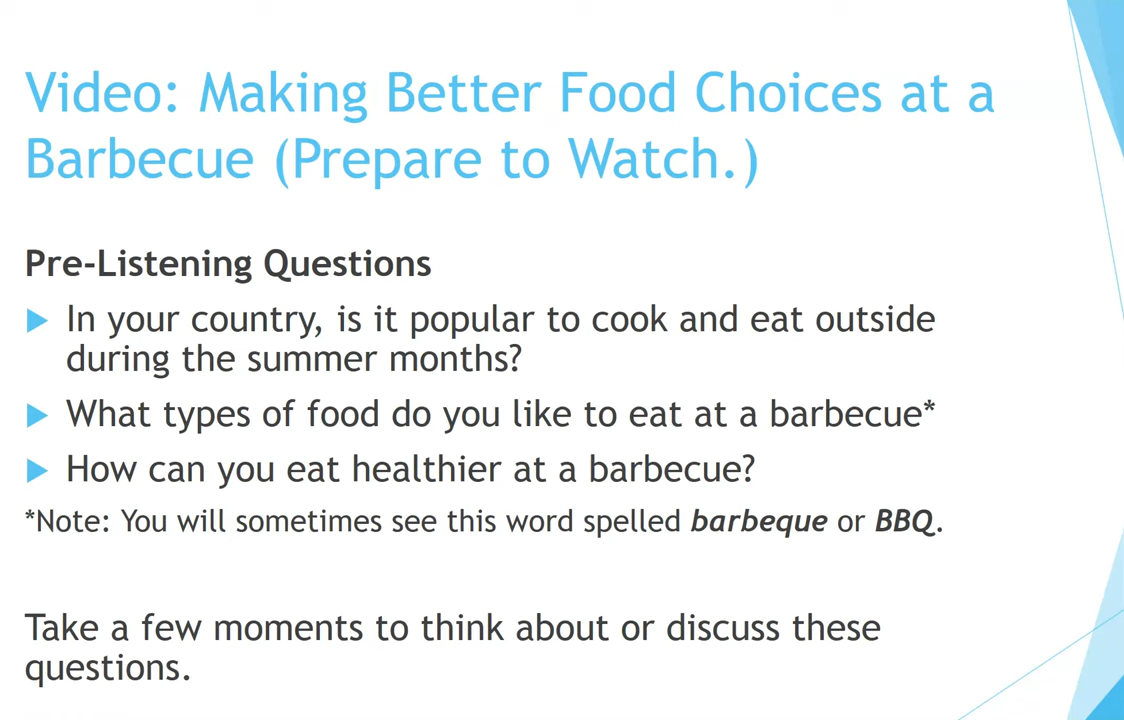 Video: Making Better Food Choices at a
Barbecue (Prepare to Watch.)
Pre-Listening Questions
In your country, is it popular to cook and eat outside
during the summer months?
What types of food do you like to eat at a barbecue*
How can you eat healthier at a barbecue?
*Note: You will sometimes see this word spelled barbeque or BBQ.
Take a few moments to think about or discuss these
questions.